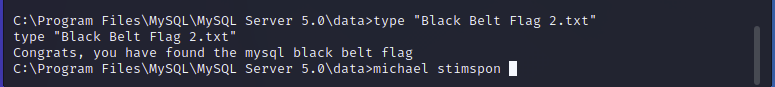 C:\Program Files\MySQL\MySQL Server 5.0\data>type "Black Belt Flag 2.txt"
type "Black Belt Flag 2.txt"
Congrats, you have found the mysql black belt flag
C:\Program Files\MySQL\MySQL Server 5.0\data>michael stimspon